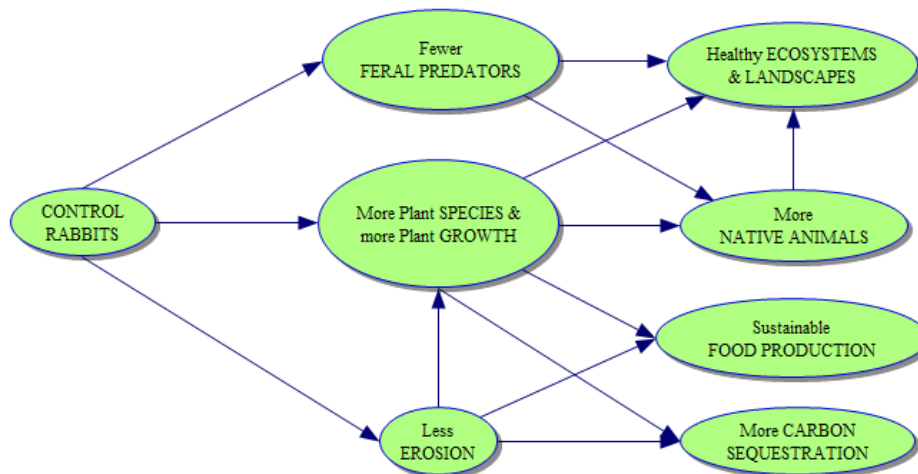 Fewer
FERAL PREDATORS
Healthy ECOSYSTEMS
& LANDSCAPES
CONTROL
RABBITS
More Plant SPECIES &
more Plant GROWTH
More
NATIVE ANIMALS
Sustainable
FOOD PRODUCTION
Less
EROSION
More CARBON
SEQUESTRATION